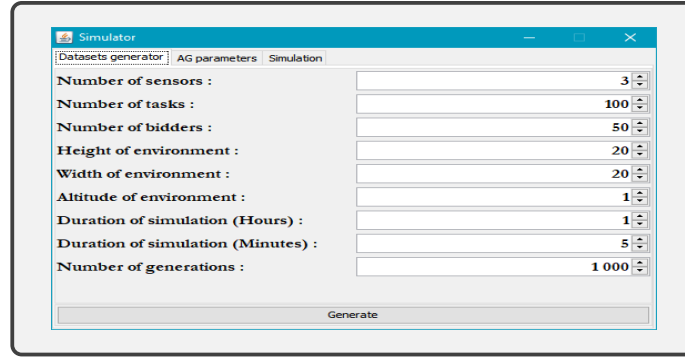 Simulator
Datasets generator AG parameters Simulation
Number of sensors : 3
Number of tasks : 100
Number of bidders : 50
Height of environment : 20
Width of environment : 20
Altitude of environment : 1
Duration of simulation (Hours) : 1
Duration of simulation (Minutes) : 5
Number of generations : 1 000
Generate